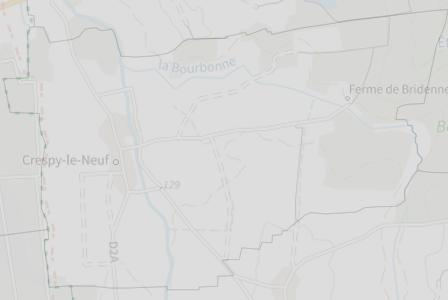 la Bourbonne
Ferme de Bridenne
Crespy-le-Neuf
129
D2A